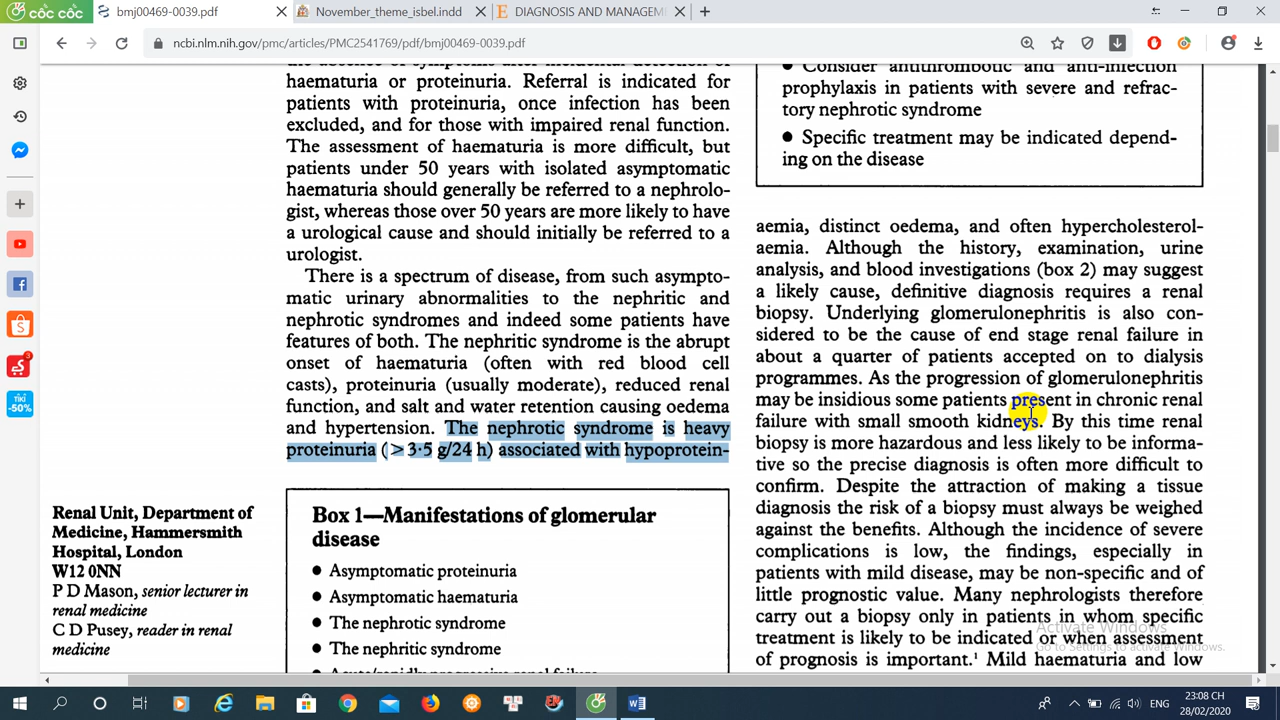 cốc cốc
bmj00469-0039.pdf
November_theme_isbel.indd
DIAGNOSIS AND MANAGEM
ncbi.nlm.nih.gov/pmc/articles/PMC2541769/pdf/bmj00469-0039.pdf
haematuria or proteinuria. Referral is indicated for
patients with proteinuria, once infection has been
excluded, and for those with impaired renal function.
The assessment of haematuria is more difficult, but
patients under 50 years with isolated asymptomatic
haematuria should generally be referred to a nephrolo-
gist, whereas those over 50 years are more likely to have
a urological cause and should initially be referred to a
urologist.
There is a spectrum of disease, from such asympto-
matic urinary abnormalities to the nephritic and
nephrotic syndromes and indeed some patients have
features of both. The nephritic syndrome is the abrupt
onset of haematuria (often with red blood cell
casts), proteinuria (usually moderate), reduced renal
function, and salt and water retention causing oedema
and hypertension. The nephrotic syndrome is heavy
proteinuria (≥3·5 g/24 h) associated with hypoprotein-
Box 1—Manifestations of glomerular
disease
● Asymptomatic proteinuria
● Asymptomatic haematuria
● The nephrotic syndrome
● The nephritic syndrome
Renal Unit, Department of
Medicine, Hammersmith
Hospital, London
W12 0NN
P D Mason, senior lecturer in
renal medicine
C D Pusey, reader in renal
medicine
● Consider antithrombotic and anti-infection
prophylaxis in patients with severe and refrac-
tory nephrotic syndrome
● Specific treatment may be indicated depend-
ing on the disease
aemia, distinct oedema, and often hypercholesterol-
aemia. Although the history, examination, urine
analysis, and blood investigations (box 2) may suggest
a likely cause, definitive diagnosis requires a renal
biopsy. Underlying glomerulonephritis is also con-
sidered to be the cause of end stage renal failure in
about a quarter of patients accepted on to dialysis
programmes. As the progression of glomerulonephritis
may be insidious some patients present in chronic renal
failure with small smooth kidneys. By this time renal
biopsy is more hazardous and less likely to be informa-
tive so the precise diagnosis is often more difficult to
confirm. Despite the attraction of making a tissue
diagnosis the risk of a biopsy must always be weighed
against the benefits. Although the incidence of severe
complications is low, the findings, especially in
patients with mild disease, may be non-specific and of
little prognostic value. Many nephrologists therefore
carry out a biopsy only in patients in whom specific
treatment is likely to be indicated or when assessment
of prognosis is important.¹ Mild haematuria and low
Activate Windows
Go to Settings to activate Windows.
3
TIKI
-50%
ENG
23:08 CH
28/02/2020